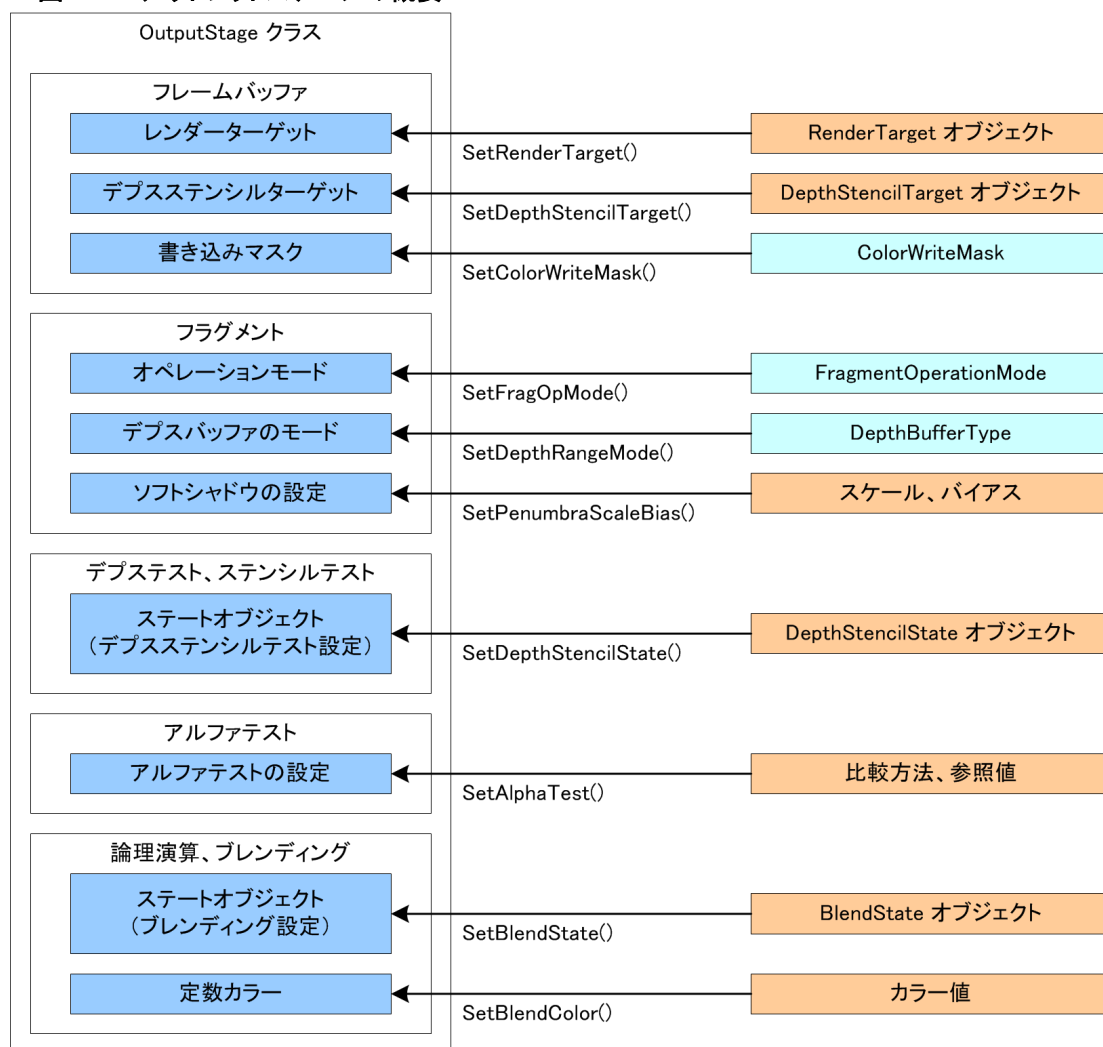 OutputStage クラス
フレームバッファ
レンダーターゲット
SetRenderTarget()
RenderTarget オブジェクト
デプスステンシルターゲット
SetDepthStencilTarget()
DepthStencilTarget オブジェクト
書き込みマスク
SetColorWriteMask()
ColorWriteMask
フラグメント
オペレーションモード
SetFragOpMode()
FragmentOperationMode
デプスバッファのモード
SetDepthRangeMode()
DepthBufferType
ソフトシャドウの設定
SetPenumbraScaleBias()
スケール、バイアス
デプステスト、ステンシルテスト
ステートオブジェクト
（デプスステンシルテスト設定）
SetDepthStencilState()
DepthStencilState オブジェクト
アルファテスト
アルファテストの設定
SetAlphaTest()
比較方法、参照値
論理演算、ブレンディング
ステートオブジェクト
（ブレンディング設定）
SetBlendState()
BlendState オブジェクト
定数カラー
SetBlendColor()
カラー値